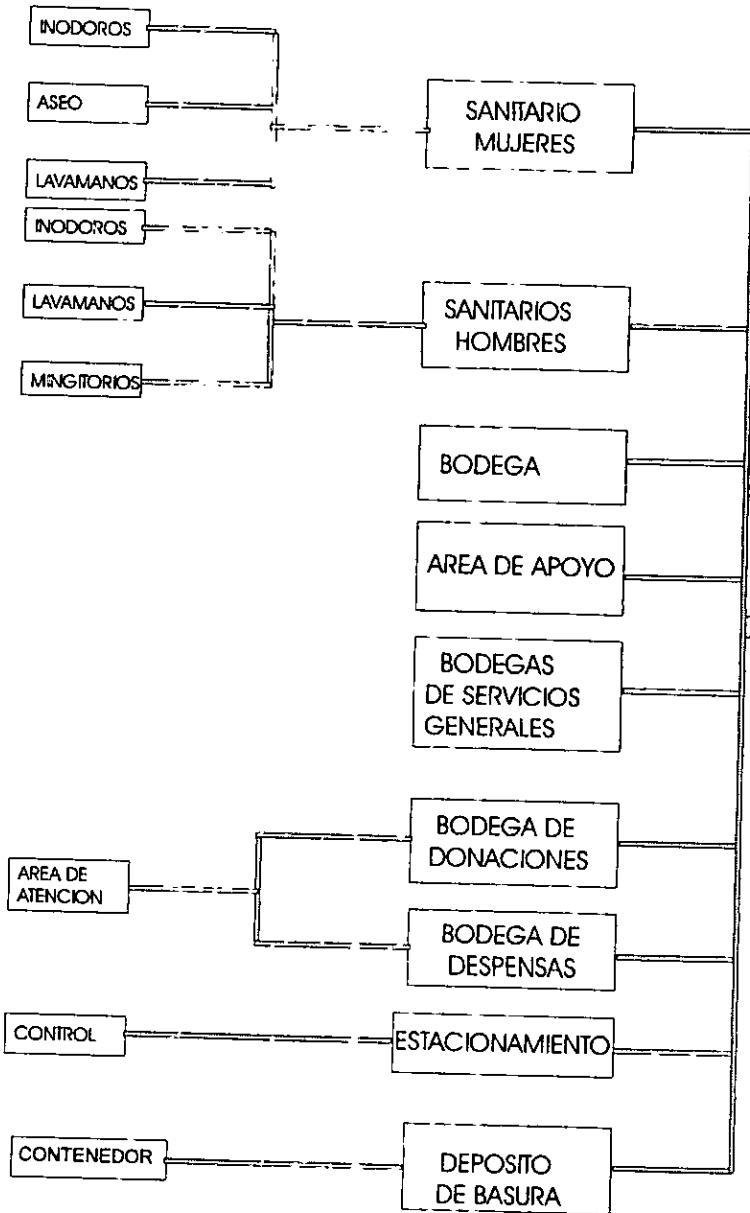 INODOROS
ASEO
SANITARIO
MUJERES
LAVAMANOS
INODOROS
LAVAMANOS
SANITARIOS
HOMBRES
MINGITORIOS
BODEGA
AREA DE APOYO
BODEGAS
DE SERVICIOS
GENERALES
BODEGA DE
DONACIONES
AREA DE
ATENCION
BODEGA DE
DESPENSAS
CONTROL
ESTACIONAMIENTO
CONTENEDOR
DEPOSITO
DE BASURA